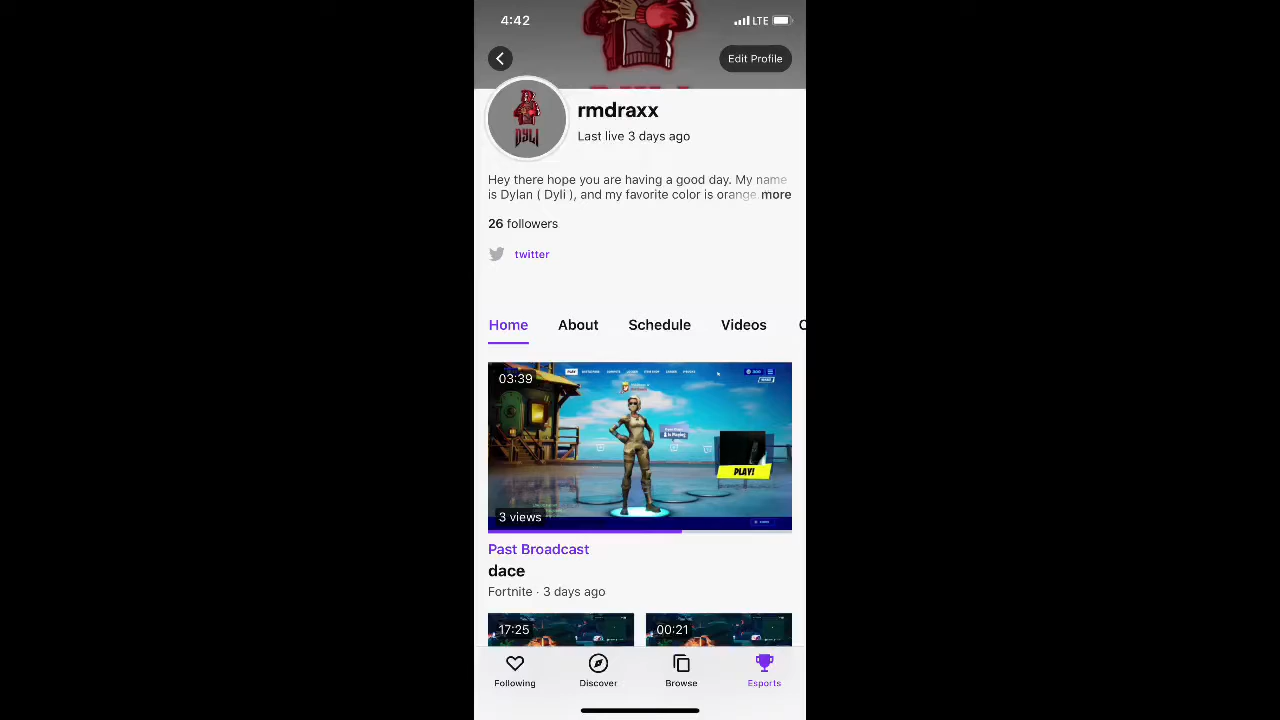 4:42
LTE
Edit Profile
DYLI
rmdraxx
Last live 3 days ago
Hey there hope you are having a good day. My name
is Dylan ( Dyli ), and my favorite color is orange. more
26 followers
twitter
Home About Schedule Videos C
03:39
PLAY
PLAY!
3 views
Past Broadcast
dace
Fortnite · 3 days ago
17:25 00:21
Following Discover Browse Esports